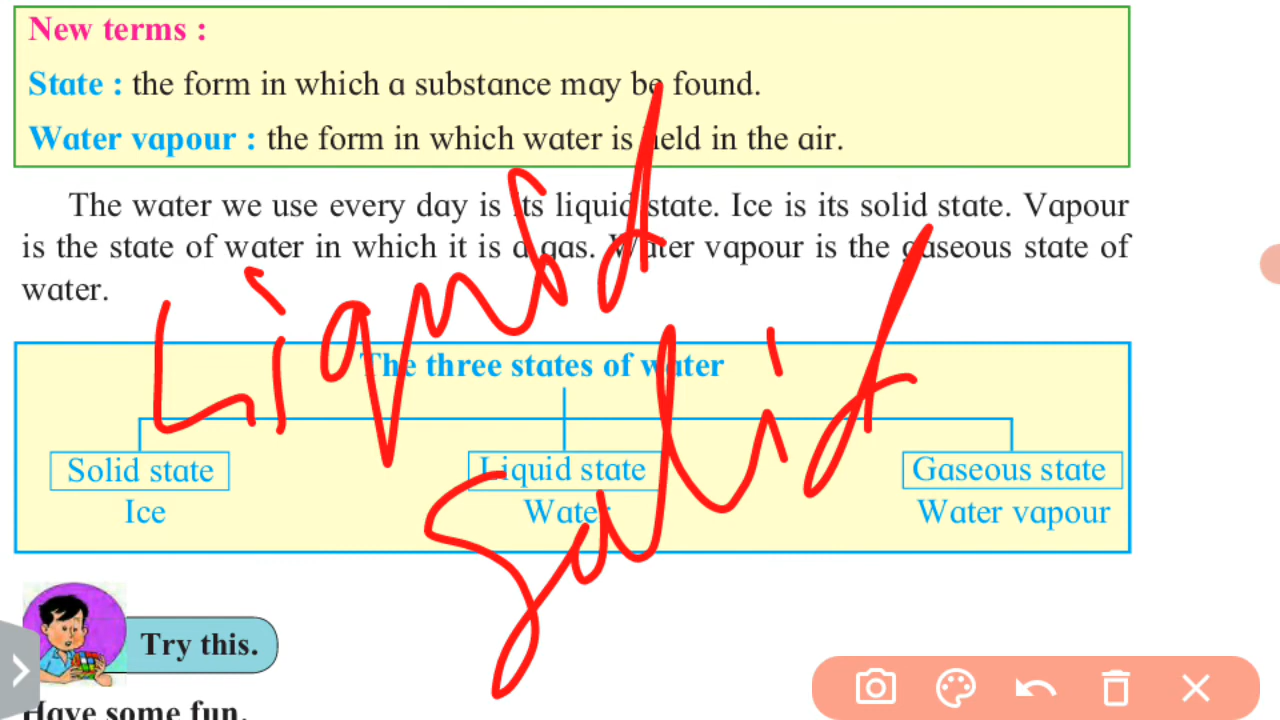 New terms :
State : the form in which a substance may be found.
Water vapour : the form in which water is held in the air.
The water we use every day is its liquid state. Ice is its solid state. Vapour
is the state of water in which it is a gas. Water vapour is the gaseous state of
water.
Liquid
The three states of water
Solid state Liquid state Gaseous state
Ice Water Water vapour
Salid
Try this.
Have some fun.